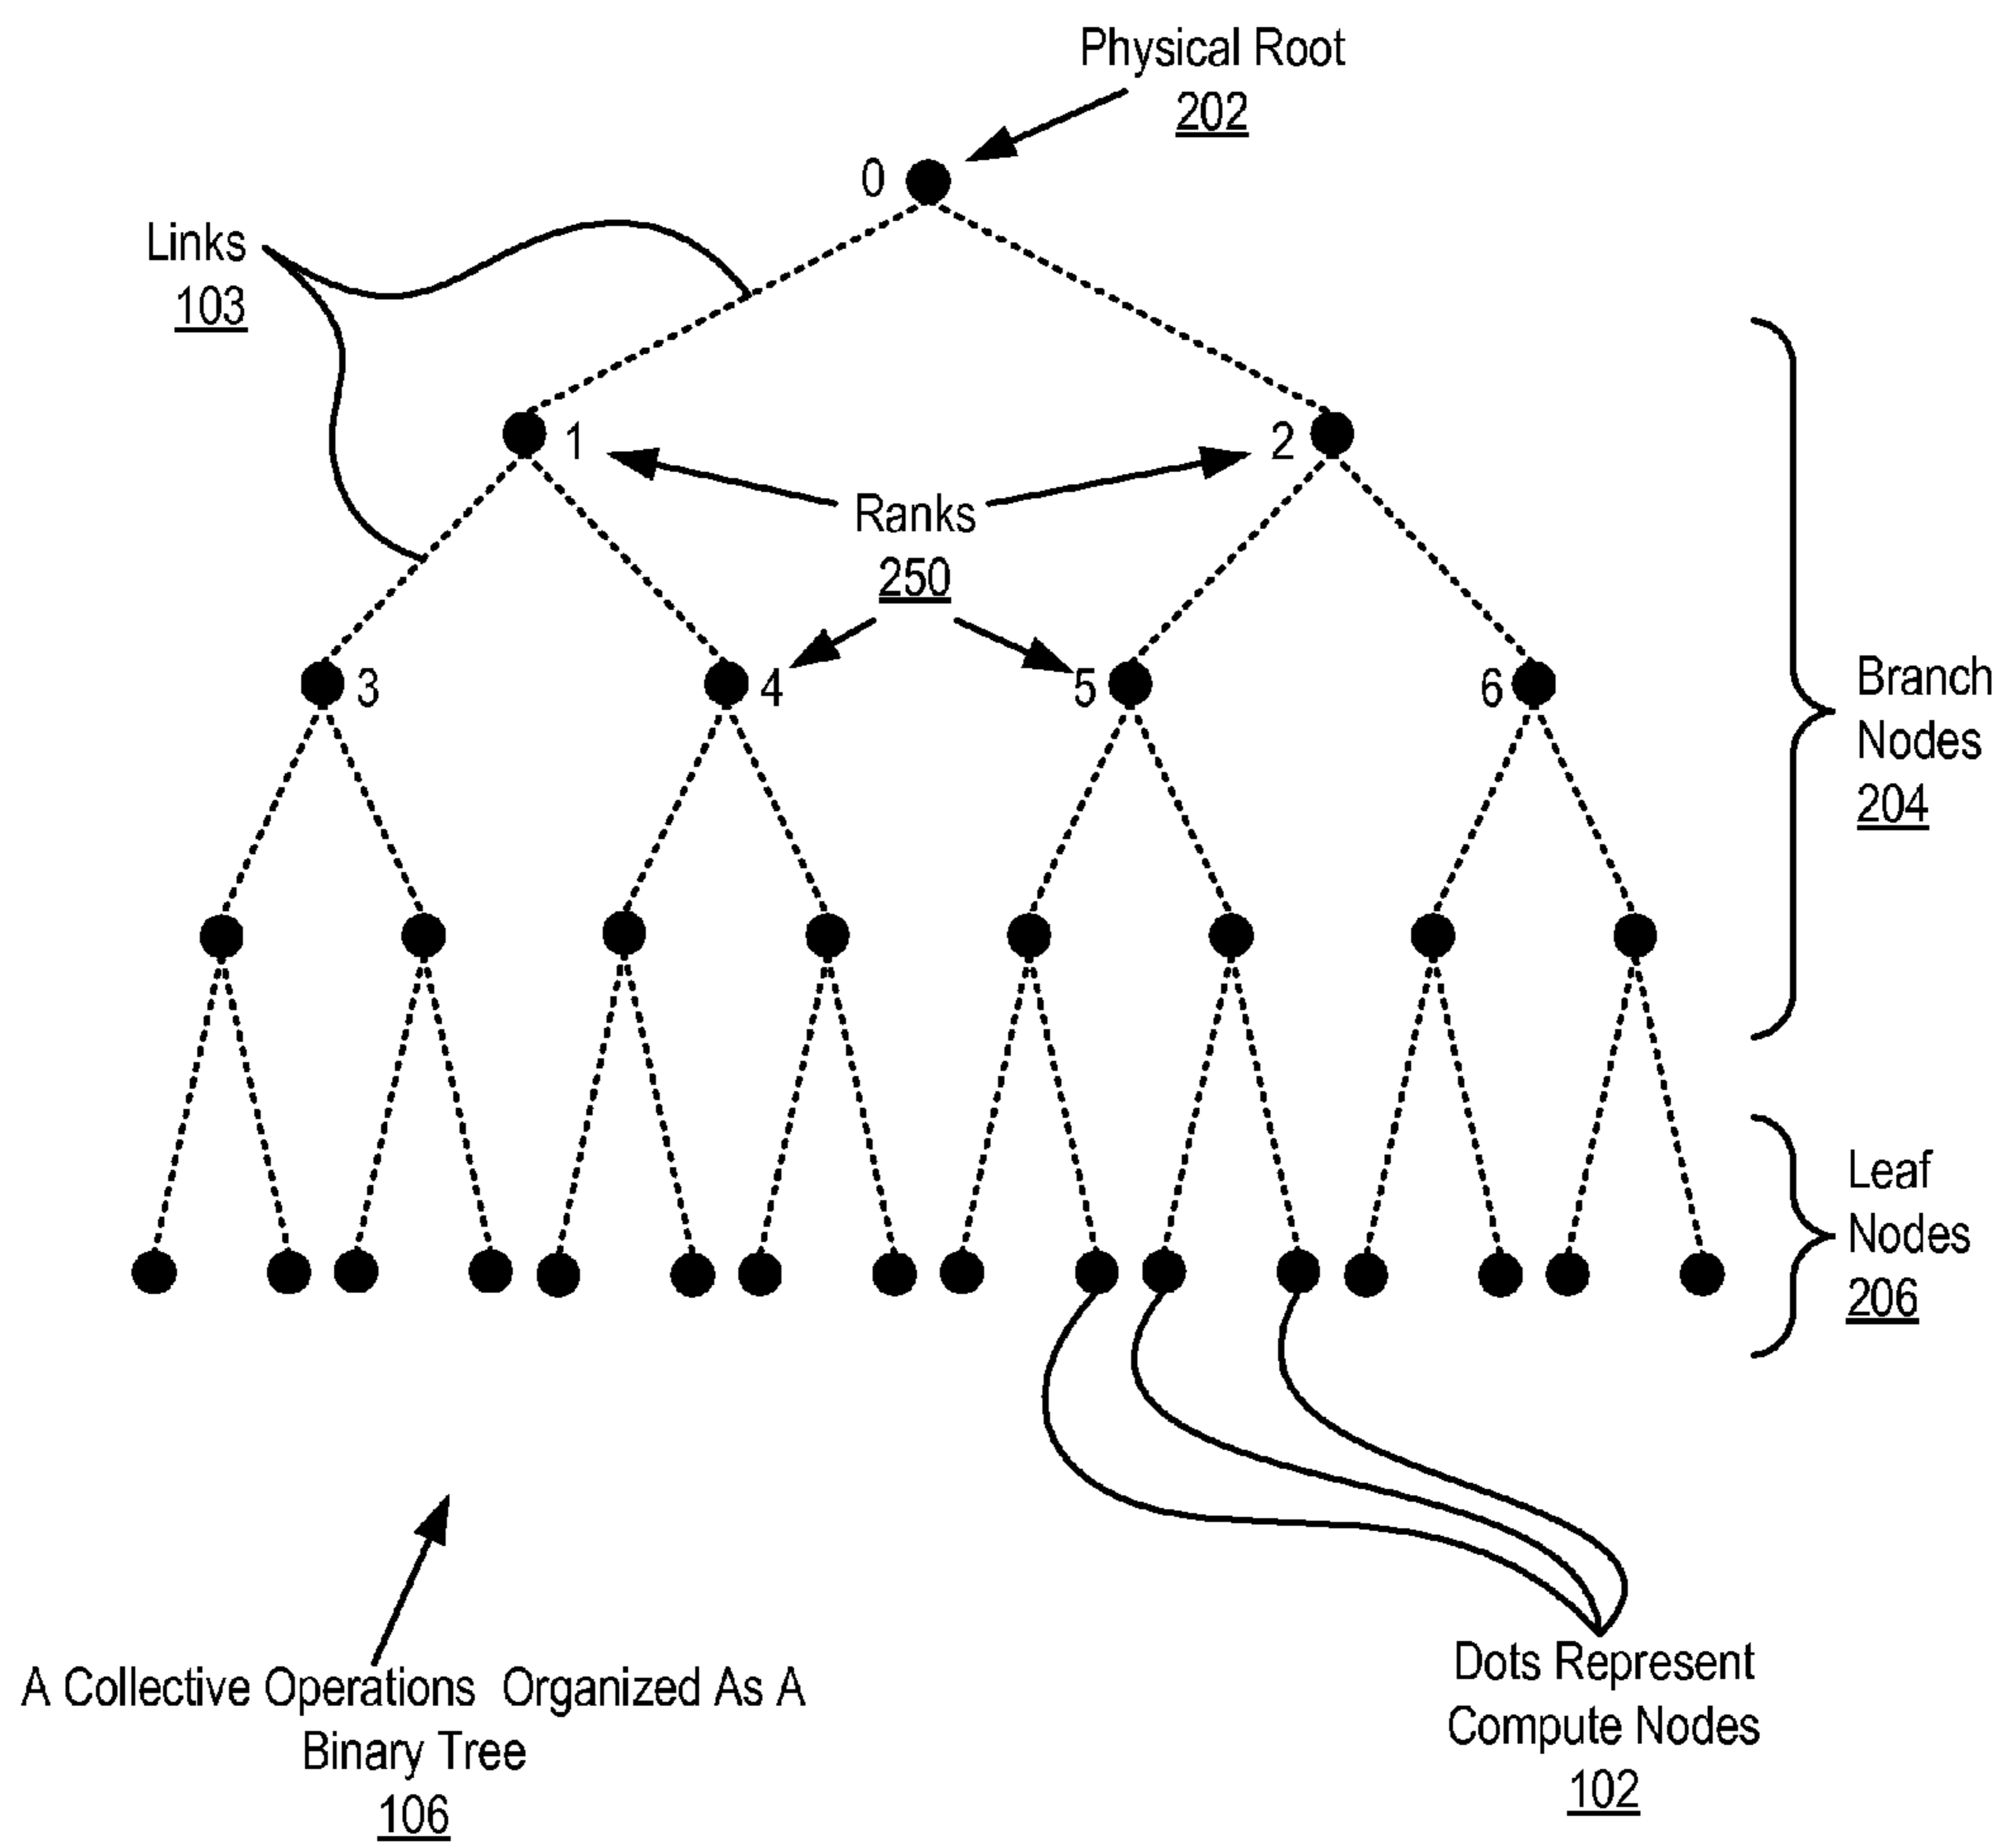 Physical Root
202
0
Links
103
1
2
Ranks
250
3
4
5
6
Branch
Nodes
204
Leaf
Nodes
206
A Collective Operations Organized As A
Binary Tree
106
Dots Represent
Compute Nodes
102